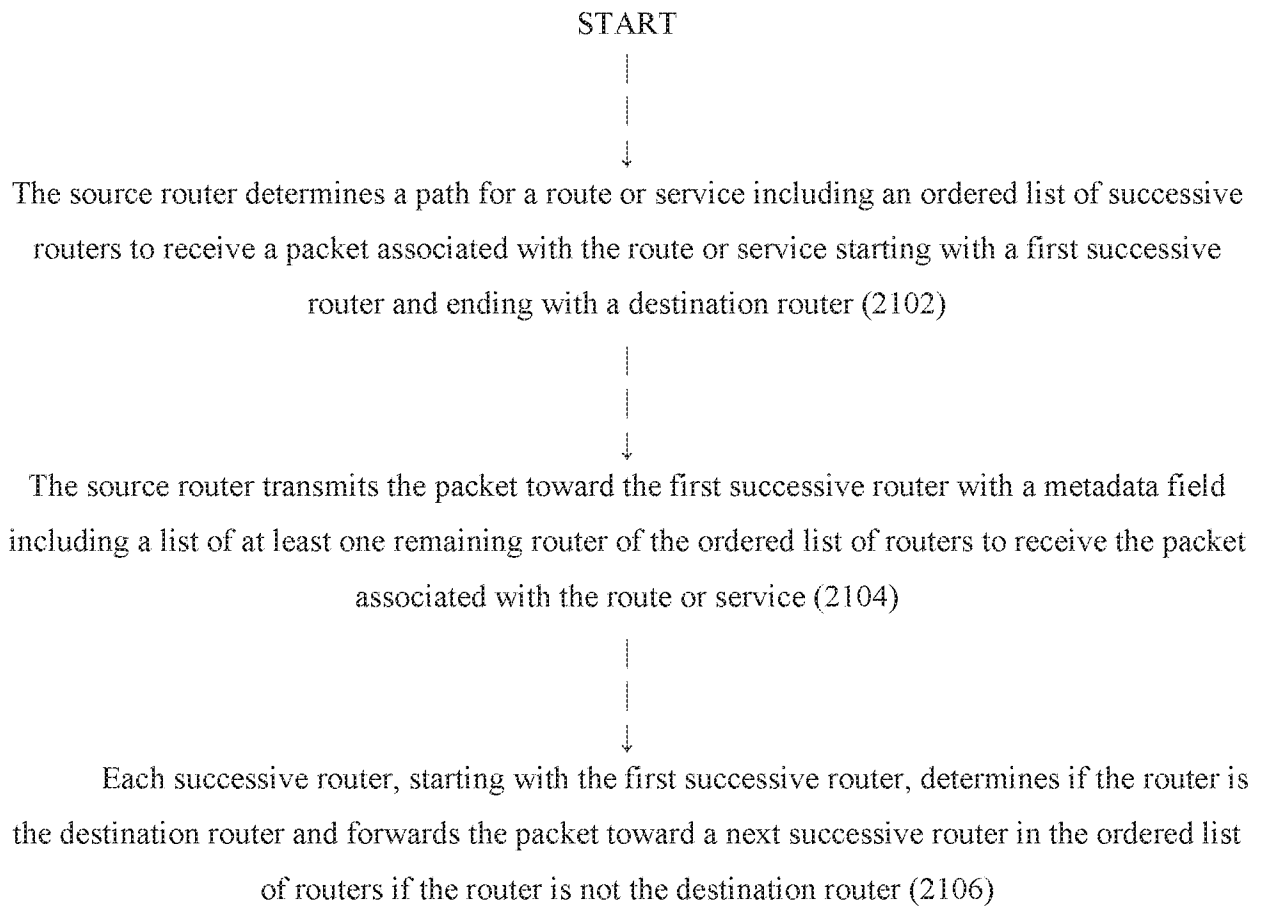 START
The source router determines a path for a route or service including an ordered list of successive
routers to receive a packet associated with the route or service starting with a first successive
router and ending with a destination router (2102)
The source router transmits the packet toward the first successive router with a metadata field
including a list of at least one remaining router of the ordered list of routers to receive the packet
associated with the route or service (2104)
Each successive router, starting with the first successive router, determines if the router is
the destination router and forwards the packet toward a next successive router in the ordered list
of routers if the router is not the destination router (2106)